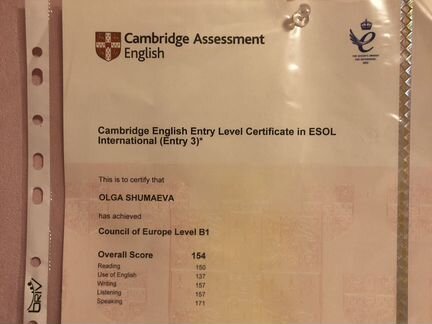 Cambridge Assessment
English
Cambridge English Entry Level Certificate in ESOL
International (Entry 3)*
This is to certify that
OLGA SHUMAEVA
has achieved
Council of Europe Level B1
Overall Score 154
Reading 150
Use of English 137
Writing 157
Listening 157
Speaking 171